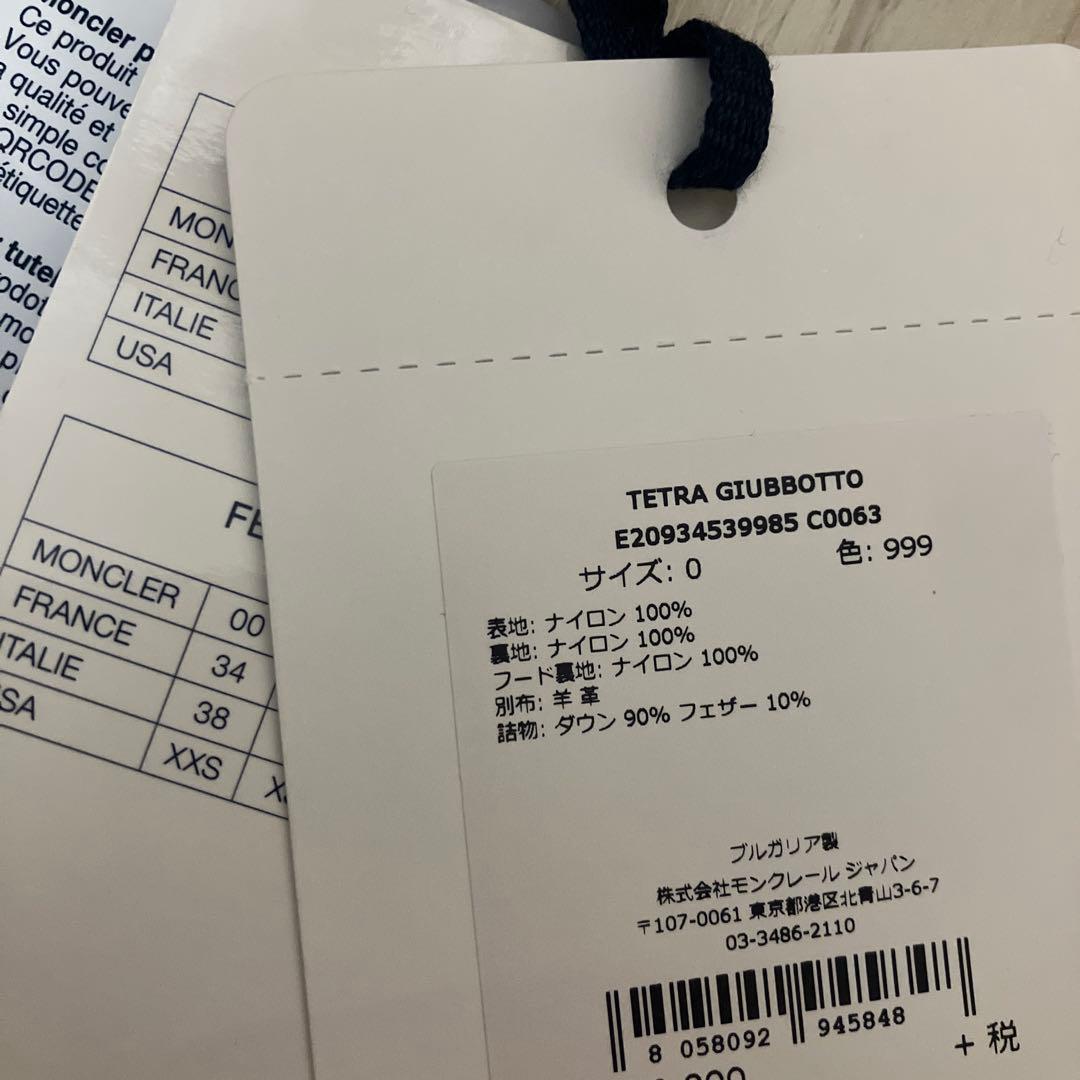 oncler p
Ce produit
Vous pouve
a qualité et
simple co
QRCODE
étiquette
tutel
odot
MON
FRANC
ITALIE
USA
FE
MONCLER 00
FRANCE 34
ITALIE 38
SA XXS
TETRA GIUBBOTTO
E20934539985 C0063
サイズ: 0 色: 999
表地: ナイロン 100%
裏地: ナイロン 100%
フード裏地: ナイロン 100%
別布: 羊革
詰物: ダウン 90% フェザー 10%
ブルガリア製
株式会社モンクレール ジャパン
〒107-0061 東京都港区北青山3-6-7
03-3486-2110
8 058092 945848
+ 税